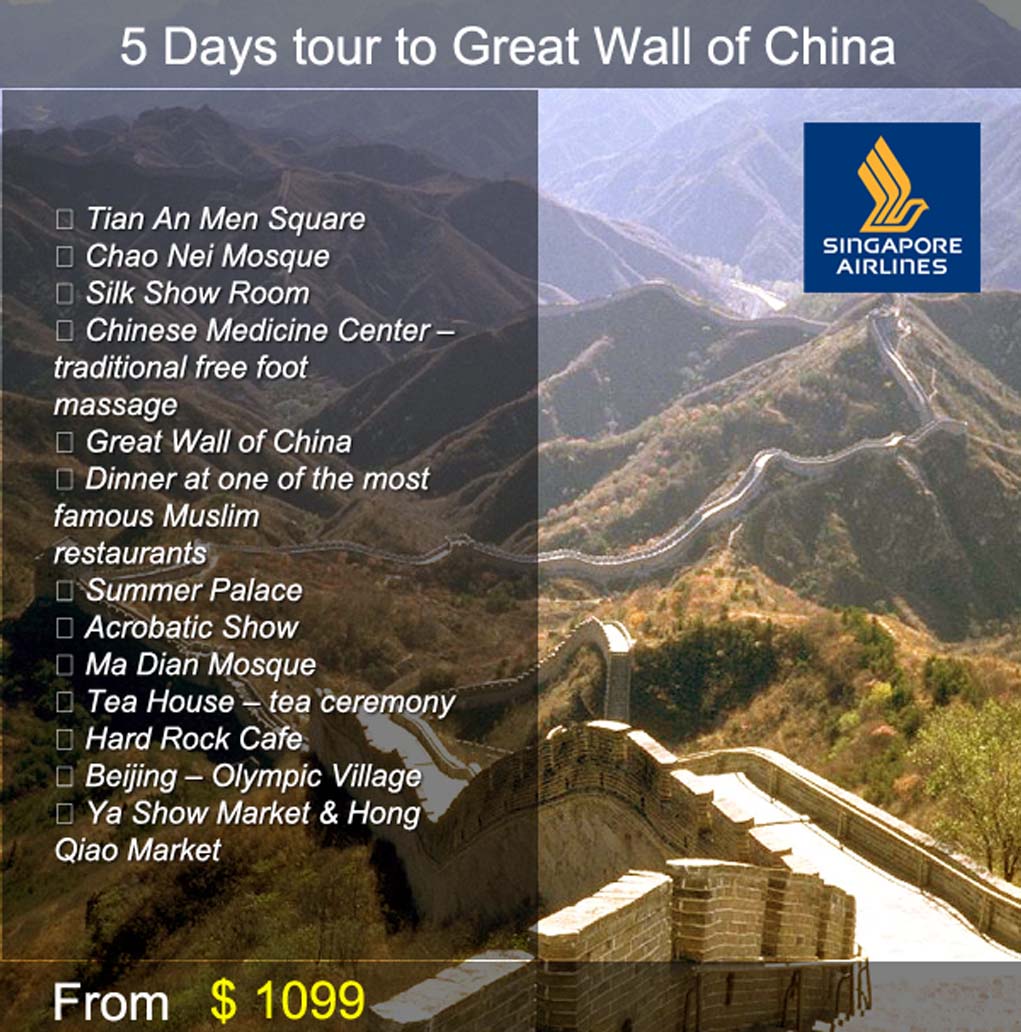 5 Days tour to Great Wall of China
SINGAPORE
AIRLINES
▯ Tian An Men Square
▯ Chao Nei Mosque
▯ Silk Show Room
▯ Chinese Medicine Center –
traditional free foot
massage
▯ Great Wall of China
▯ Dinner at one of the most
famous Muslim
restaurants
▯ Summer Palace
▯ Acrobatic Show
▯ Ma Dian Mosque
▯ Tea House – tea ceremony
▯ Hard Rock Cafe
▯ Beijing – Olympic Village
▯ Ya Show Market & Hong
Qiao Market
From $ 1099